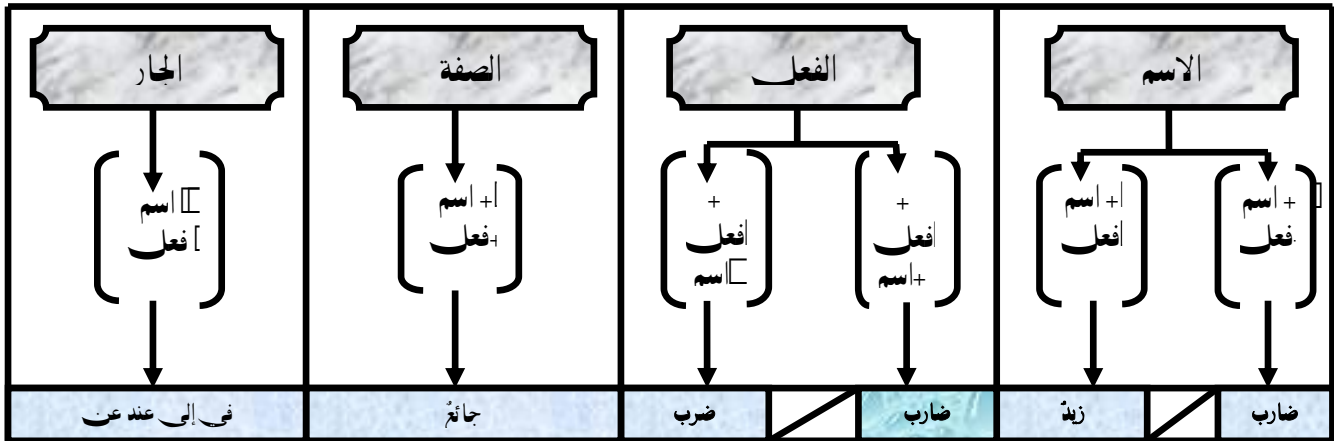 الاسم
الفعل
الصفة
الجار
+ اسم
فعل
+ اسم
فعل
+
فعل
+اسم
+
فعل
اسم
+ اسم
+فعل
اسم
فعل
ضارب
زيدٌ
ضارب
ضرب
جائعٌ
في إلى عند عن